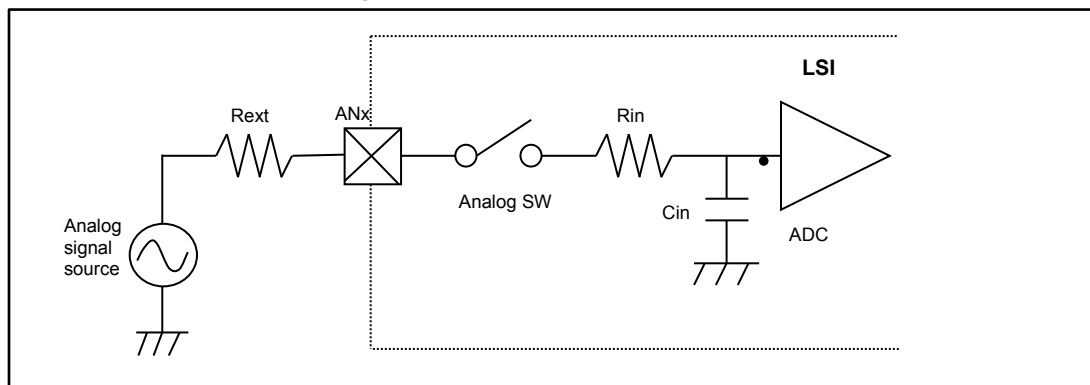 LSI
Rext
ANx
Rin
Analog SW
Cin
ADC
Analog
signal
source